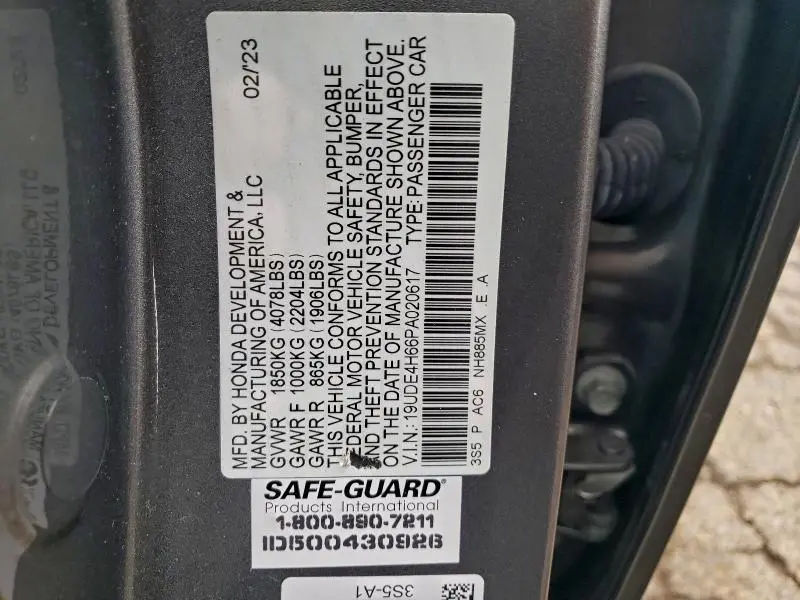 MFD. BY HONDA DEVELOPMENT &
MANUFACTURING OF AMERICA, LLC 02/23
GVWR 1850KG (4078LBS)
GAWR F 1000KG (2204LBS)
GAWR R 865KG (1906LBS)
THIS VEHICLE CONFORMS TO ALL APPLICABLE
FEDERAL MOTOR VEHICLE SAFETY, BUMPER,
AND THEFT PREVENTION STANDARDS IN EFFECT
ON THE DATE OF MANUFACTURE SHOWN ABOVE.
V.I.N.: 19UDE4H66PA020617 TYPE: PASSENGER CAR
3S5 P AC6 NH885MX .E .A
SAFE-GUARD®
Products International
1-800-890-7211
ID500430926
3S5-A1